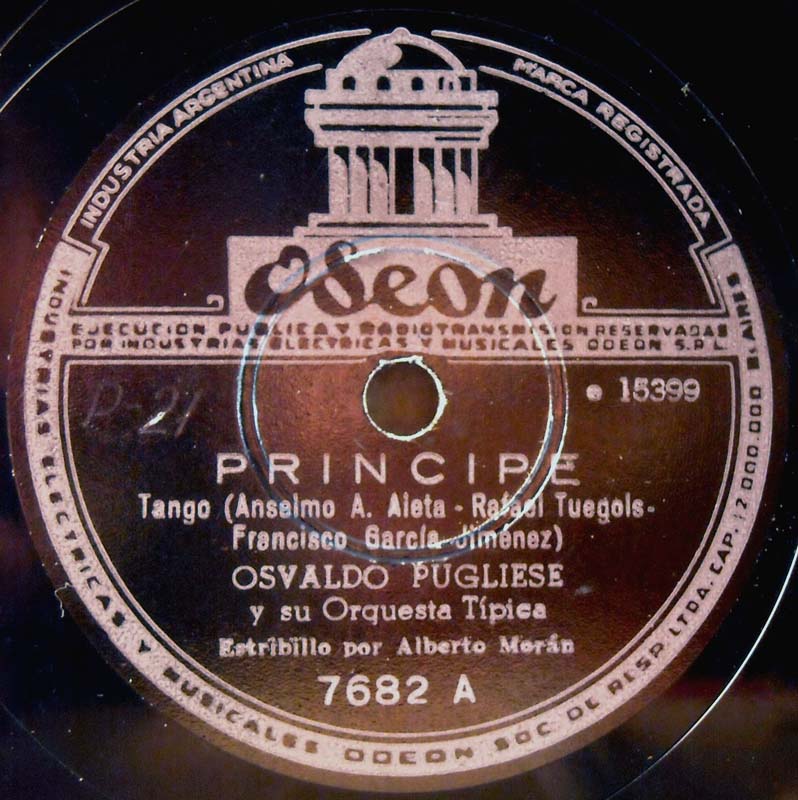 INDUSTRIA ARGENTINA
MARCA REGISTRADA
Odeon
EJECUCION PUBLICA Y RADIOTRANSMISION RESERVADAS
POR INDUSTRIAS ELECTRICAS Y MUSICALES ODEON S.R.L.
P-21
e 15399
PRINCIPE
Tango (Anselmo A. Aieta - Rafael Tuegols-
Francisco García Jiménez)
OSVALDO PUGLIESE
y su Orquesta Típica
Estribillo por Alberto Morán
7682 A
INDUSTRIAS ELECTRICAS Y MUSICALES ODEON SOC. DE RESP. LTDA. CAP. $ 2.000.000 B. AIRES